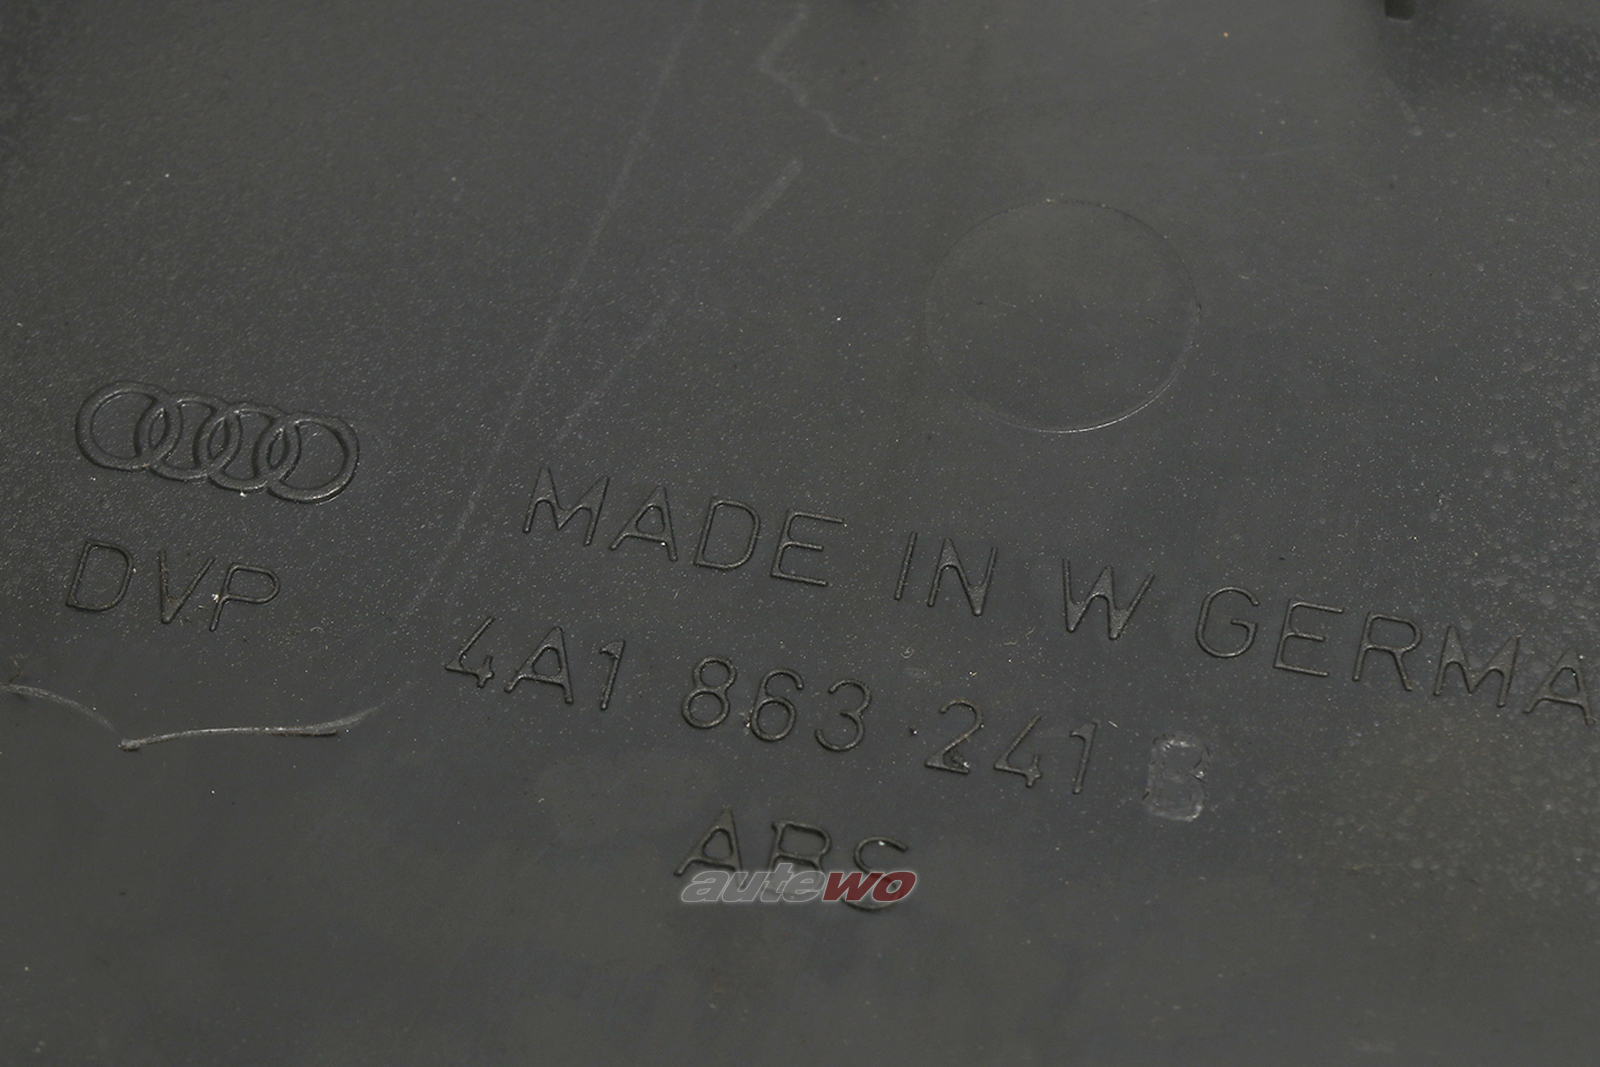 MADE IN W GERMA
DVP
4A1 863 241 B
ABS
autewo